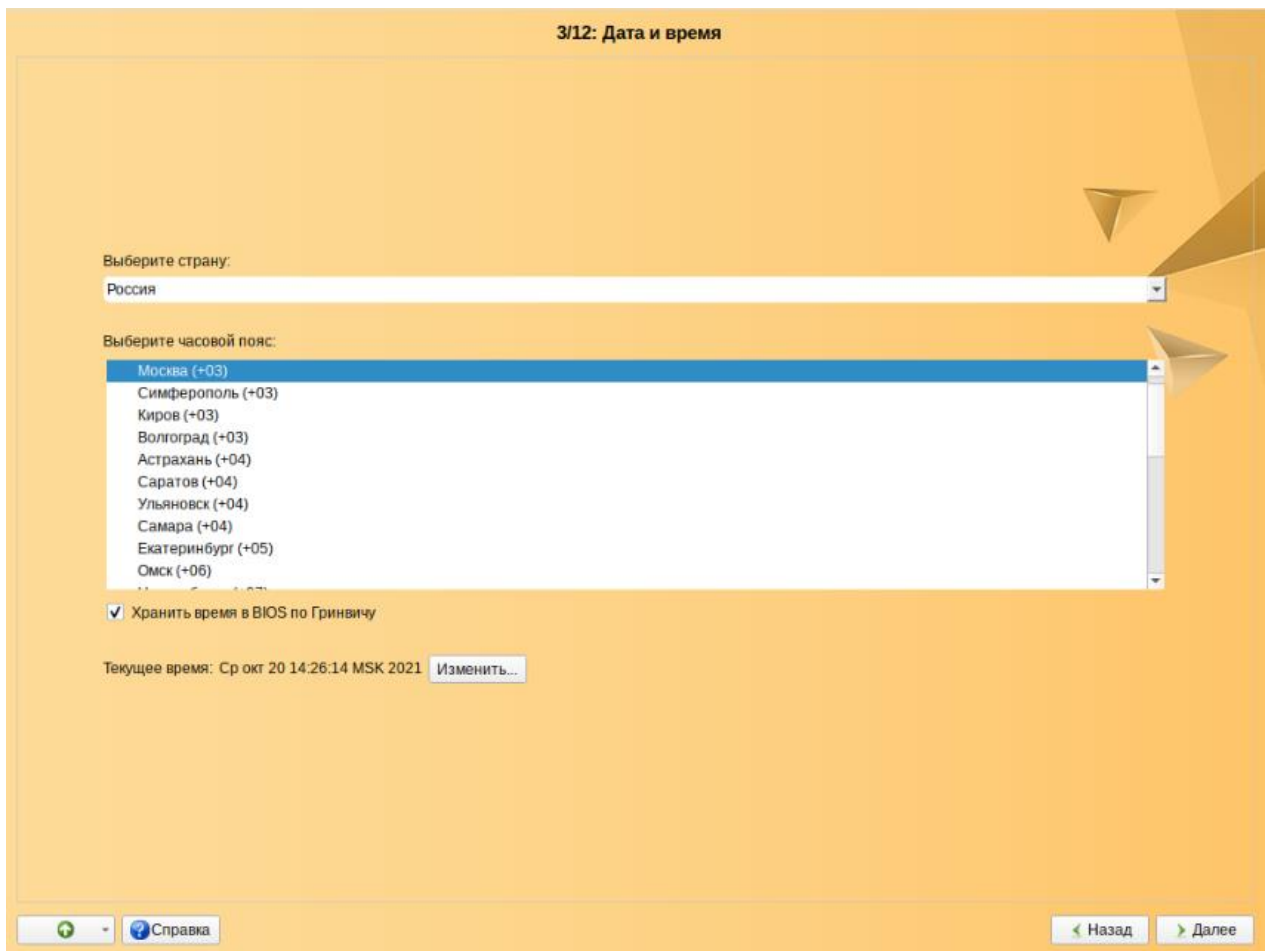 3/12: Дата и время
Выберите страну:
Россия
Выберите часовой пояс:
Москва (+03)
Симферополь (+03)
Киров (+03)
Волгоград (+03)
Астрахань (+04)
Саратов (+04)
Ульяновск (+04)
Самара (+04)
Екатеринбург (+05)
Омск (+06)
Хранить время в BIOS по Гринвичу
Текущее время: Ср окт 20 14:26:14 MSK 2021 Изменить...
Справка
Назад
Далее